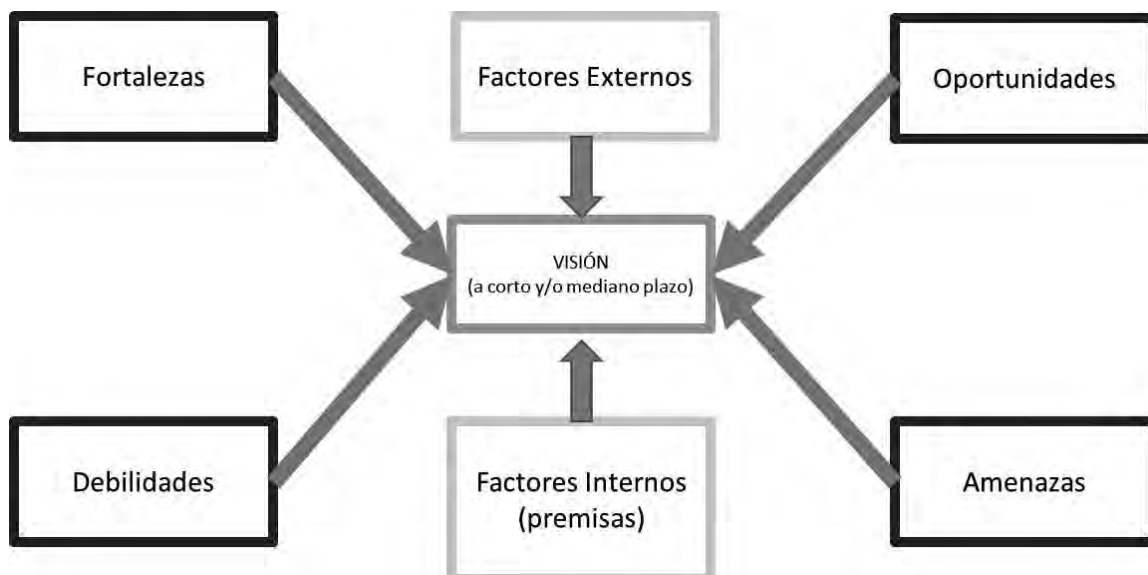 Fortalezas
Factores Externos
Oportunidades
VISIÓN
(a corto y/o mediano plazo)
Debilidades
Factores Internos
(premisas)
Amenazas